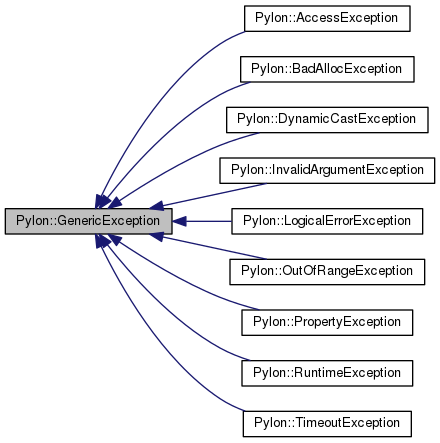 Pylon::AccessException
Pylon::BadAllocException
Pylon::DynamicCastException
Pylon::InvalidArgumentException
Pylon::GenericException
Pylon::LogicalErrorException
Pylon::OutOfRangeException
Pylon::PropertyException
Pylon::RuntimeException
Pylon::TimeoutException